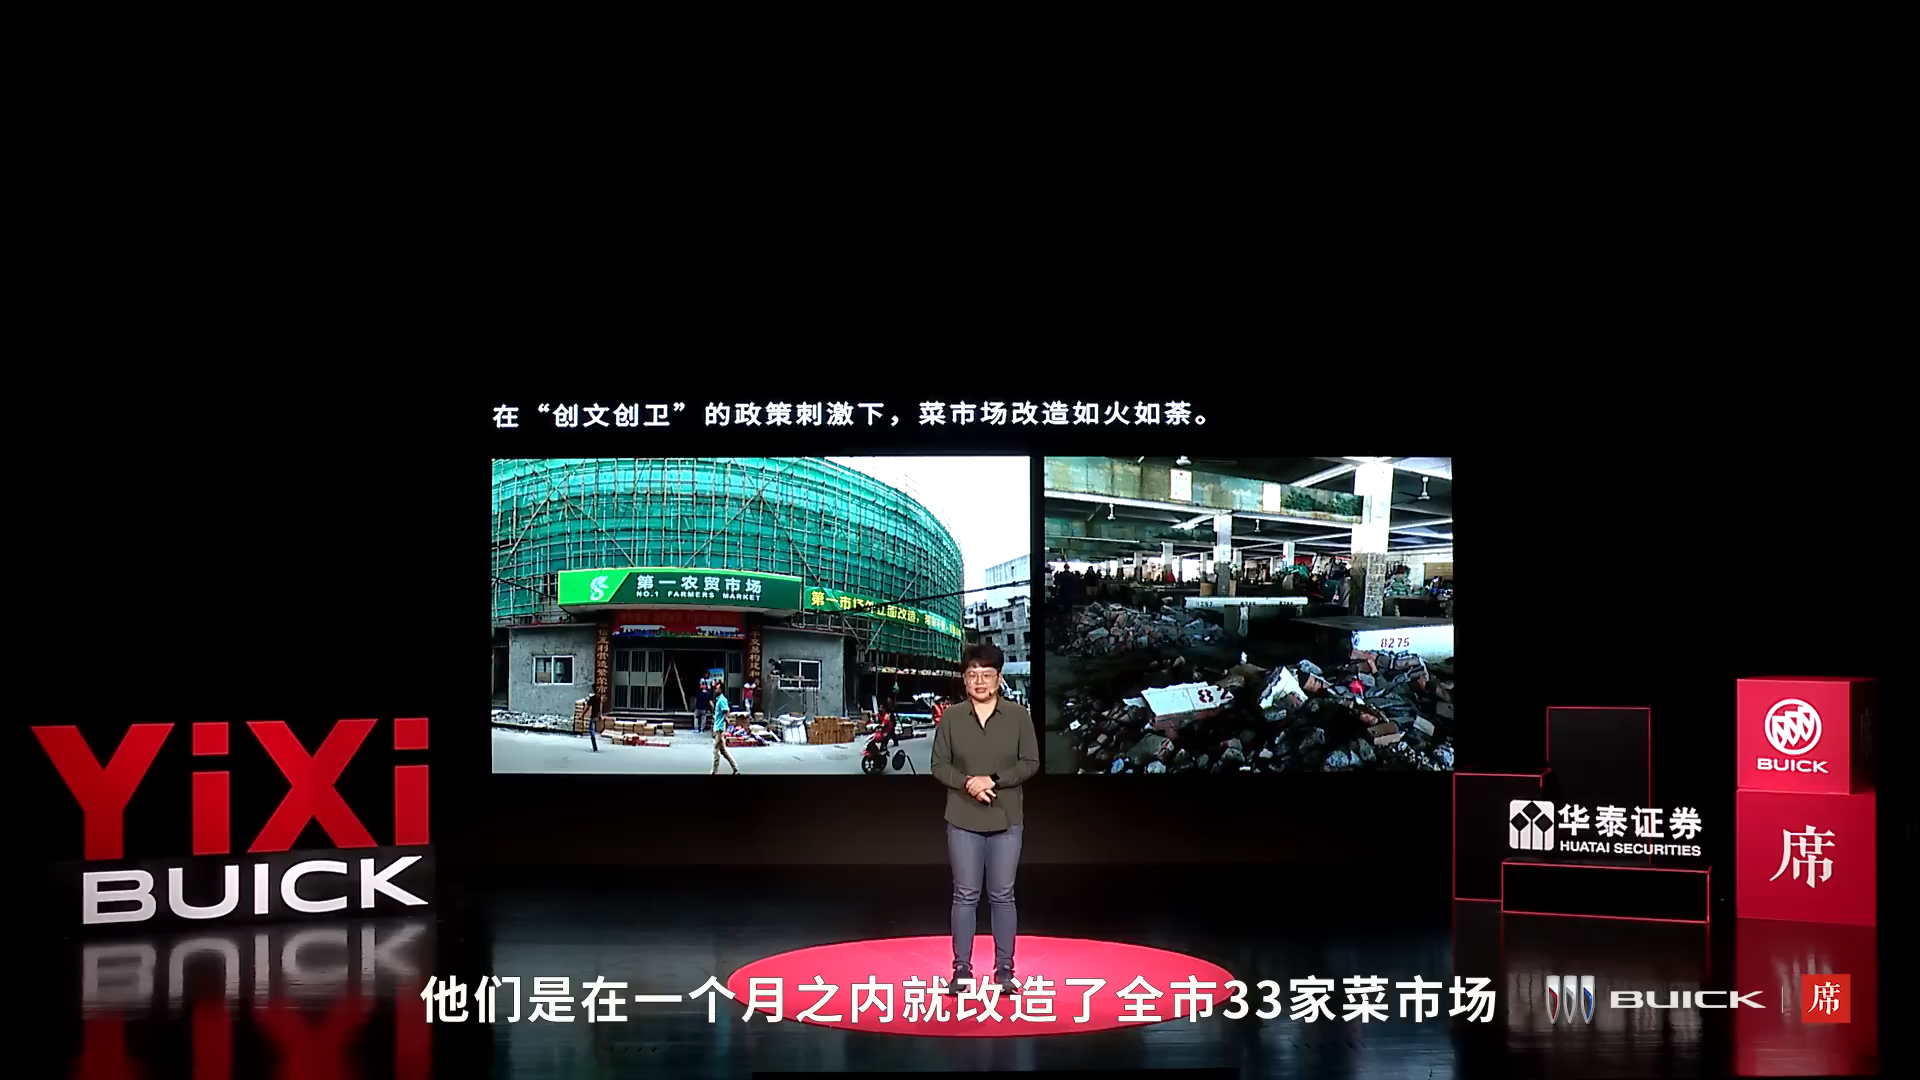 在“创文创卫”的政策刺激下，菜市场改造如火如荼。
第一农贸市场
NO.1 FARMERS MARKET
8275
82
YiXi
BUICK
华泰证券
HUATAI SECURITIES
BUICK
席
他们是在一个月之内就改造了全市33家菜市场
BUICK
席